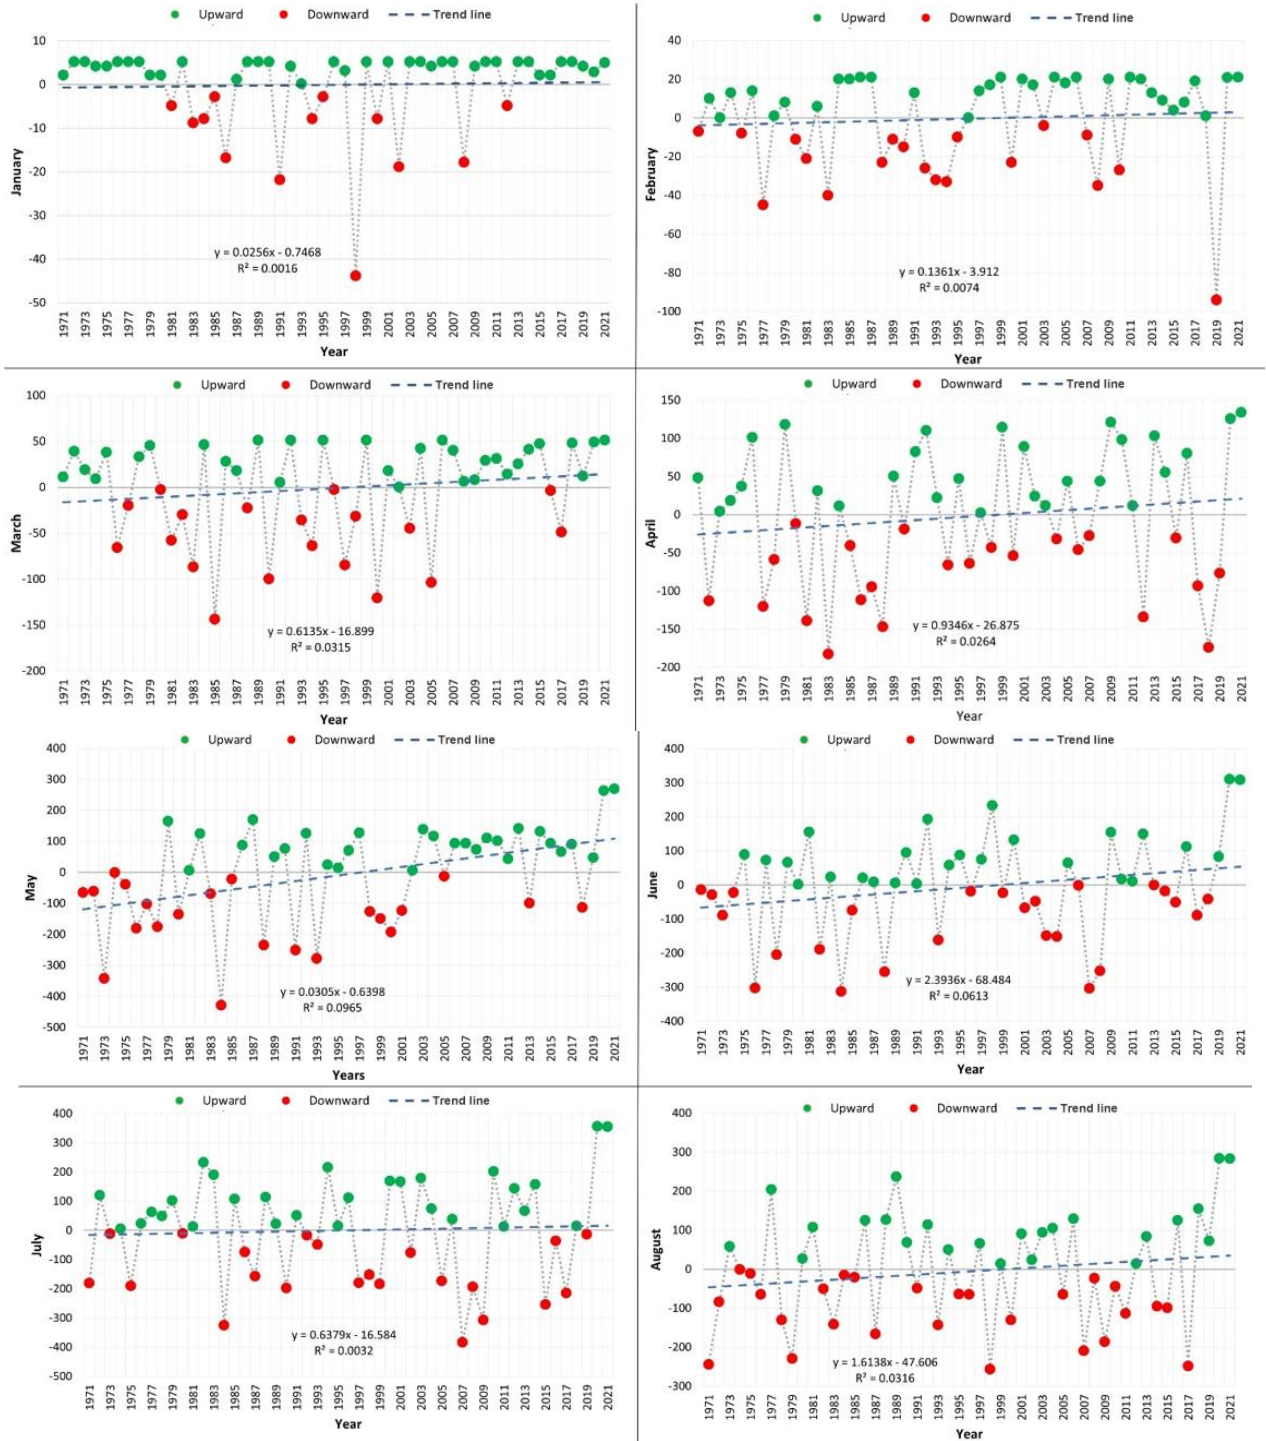 Upward Downward Trend line
10
0
-10
-20
-30
-40
-50
January
y = 0.0256x - 0.7468
R² = 0.0016
1971 1973 1975 1977 1979 1981 1983 1985 1987 1989 1991 1993 1995 1997 1999 2001 2003 2005 2007 2009 2011 2013 2015 2017 2019 2021
Year
Upward Downward Trend line
40
20
0
-20
-40
-60
-80
-100
February
y = 0.1361x - 3.912
R² = 0.0074
1971 1973 1975 1977 1979 1981 1983 1985 1987 1989 1991 1993 1995 1997 1999 2001 2003 2005 2007 2009 2011 2013 2015 2017 2019 2021
Year
Upward Downward Trend line
100
50
0
-50
-100
-150
-200
March
y = 0.6135x - 16.899
R² = 0.0315
1971 1973 1975 1977 1979 1981 1983 1985 1987 1989 1991 1993 1995 1997 1999 2001 2003 2005 2007 2009 2011 2013 2015 2017 2019 2021
Year
Upward Downward Trend line
150
100
50
0
-50
-100
-150
-200
April
y = 0.9346x - 26.875
R² = 0.0264
1971 1973 1975 1977 1979 1981 1983 1985 1987 1989 1991 1993 1995 1997 1999 2001 2003 2005 2007 2009 2011 2013 2015 2017 2019 2021
Year
Upward Downward Trend line
400
300
200
100
0
-100
-200
-300
-400
-500
May
y = 0.0305x - 0.6398
R² = 0.0965
1971 1973 1975 1977 1979 1981 1983 1985 1987 1989 1991 1993 1995 1997 1999 2001 2003 2005 2007 2009 2011 2013 2015 2017 2019 2021
Years
Upward Downward Trend line
400
300
200
100
0
-100
-200
-300
-400
June
y = 2.3936x - 68.484
R² = 0.0613
1971 1973 1975 1977 1979 1981 1983 1985 1987 1989 1991 1993 1995 1997 1999 2001 2003 2005 2007 2009 2011 2013 2015 2017 2019 2021
Year
Upward Downward Trend line
400
300
200
100
0
-100
-200
-300
-400
-500
July
y = 0.6379x - 16.584
R² = 0.0032
1971 1973 1975 1977 1979 1981 1983 1985 1987 1989 1991 1993 1995 1997 1999 2001 2003 2005 2007 2009 2011 2013 2015 2017 2019 2021
Year
Upward Downward Trend line
400
300
200
100
0
-100
-200
-300
August
y = 1.6138x - 47.606
R² = 0.0316
1971 1973 1975 1977 1979 1981 1983 1985 1987 1989 1991 1993 1995 1997 1999 2001 2003 2005 2007 2009 2011 2013 2015 2017 2019 2021
Year